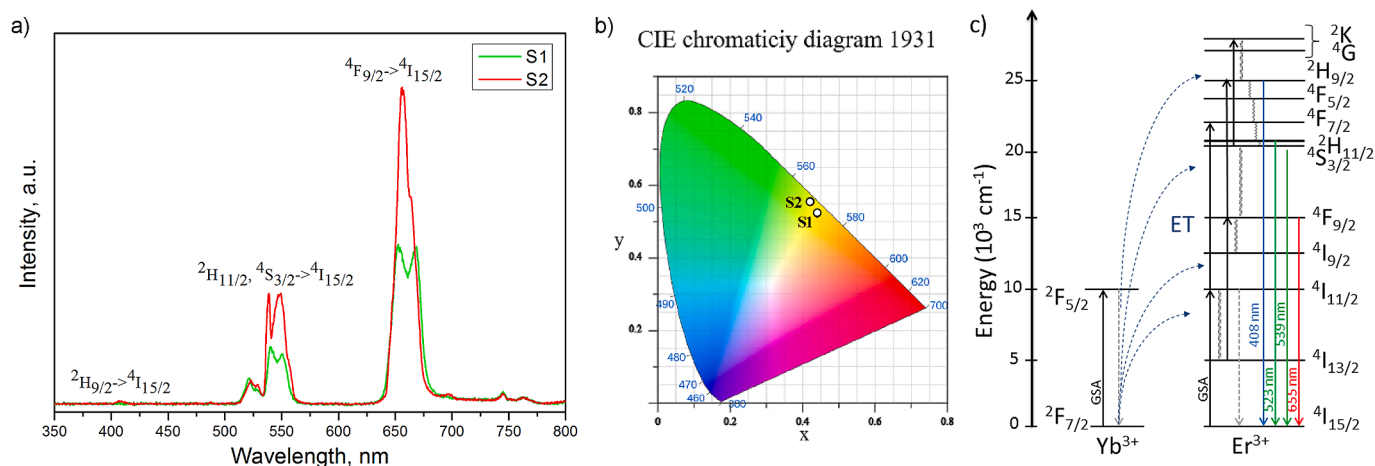 a)
Intensity, a.u.
S1
S2
⁴F₉/₂->⁴I₁₅/₂
²H₁₁/₂, ⁴S₃/₂->⁴I₁₅/₂
²H₉/₂->⁴I₁₅/₂
350 400 450 500 550 600 650 700 750 800
Wavelength, nm
b)
CIE chromaticiy diagram 1931
y
0.8
0.6
0.4
0.2
0
0 0.2 0.4 0.6 0.8
x
520
540
560
580
600
620
700
500
490
480
470
460
380
S2
S1
c)
Energy (10³ cm⁻¹)
25
20
15
10
5
0
²F₅/₂
²F₇/₂
GSA
Yb³⁺
ET
GSA
408 nm
523 nm
539 nm
655 nm
²K
⁴G
²H₉/₂
⁴F₅/₂
⁴F₇/₂
²H₁₁/₂
⁴S₃/₂
⁴F₉/₂
⁴I₉/₂
⁴I₁₁/₂
⁴I₁₃/₂
⁴I₁₅/₂
Er³⁺